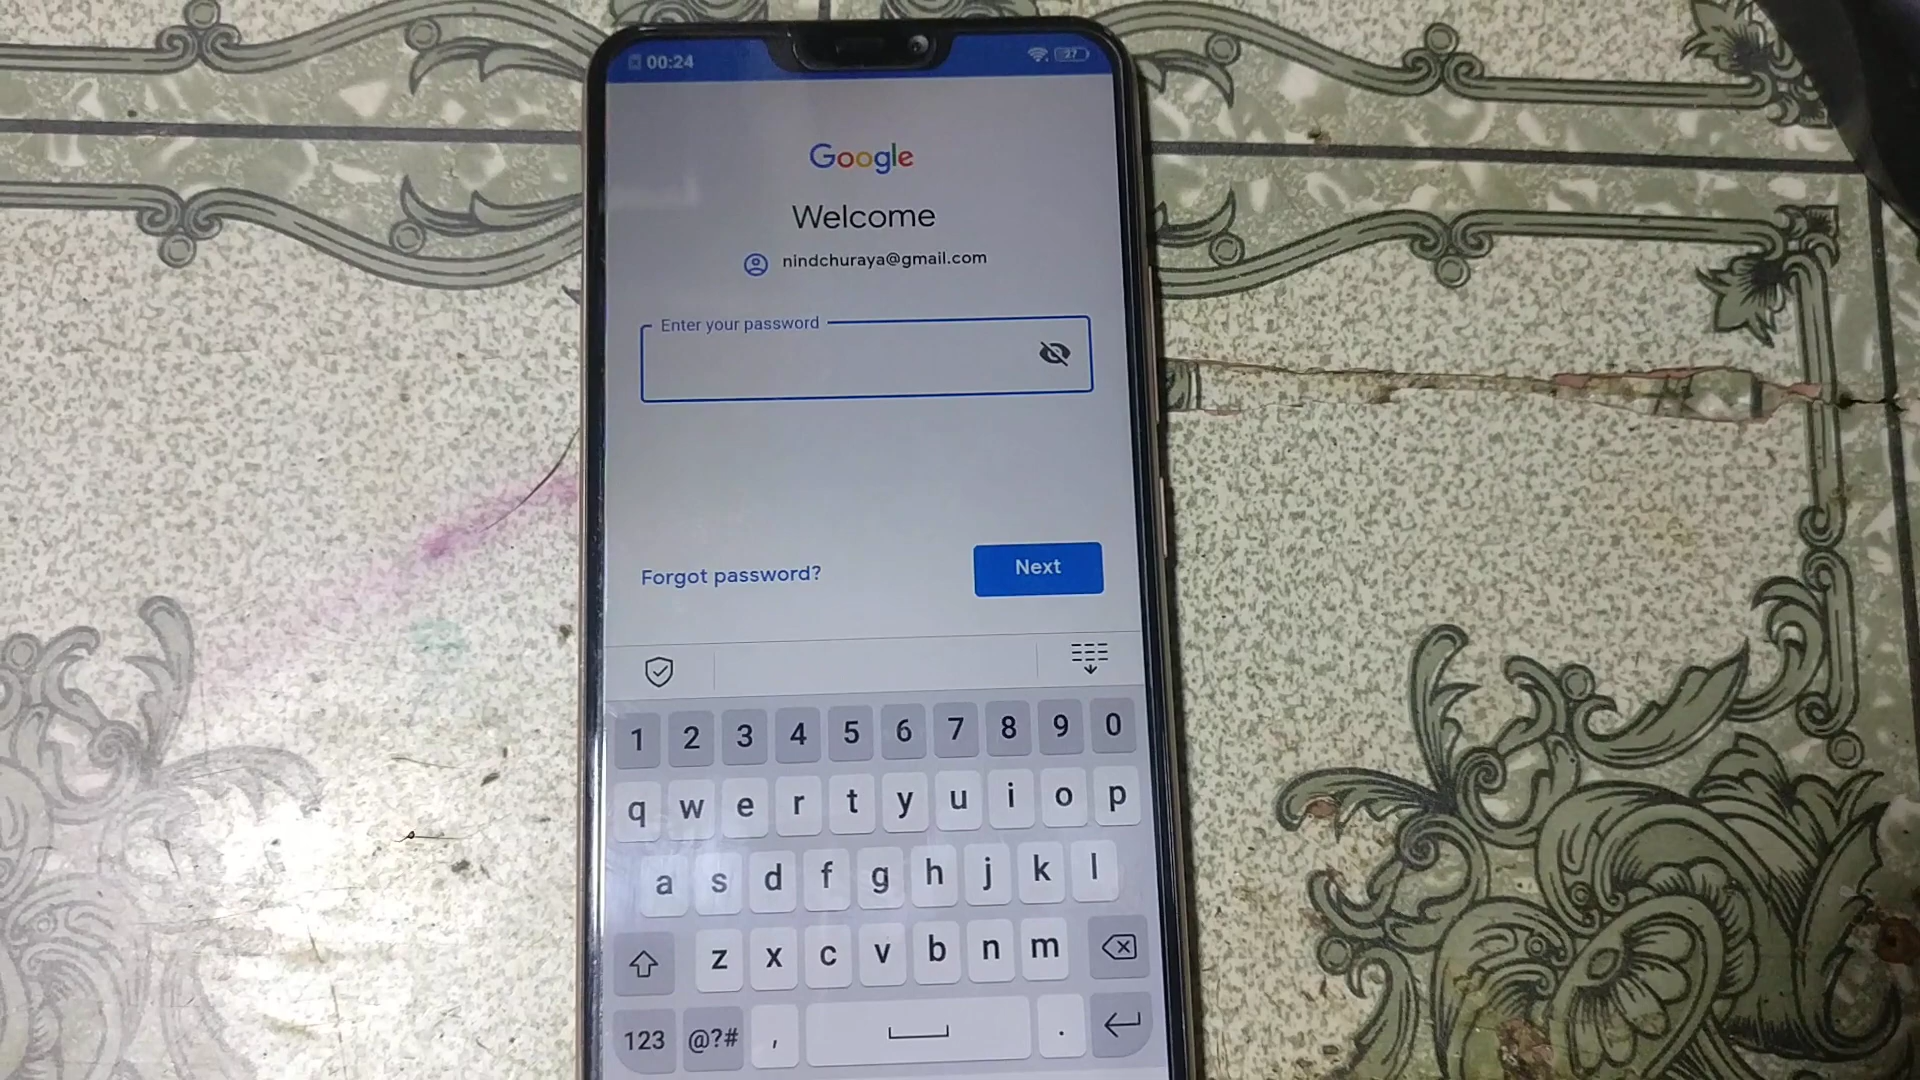 00:24
27
Google
Welcome
nindchuraya@gmail.com
Enter your password
Forgot password?
Next
1 2 3 4 5 6 7 8 9 0
q w e r t y u i o p
a s d f g h j k l
z x c v b n m
123 @?# , .